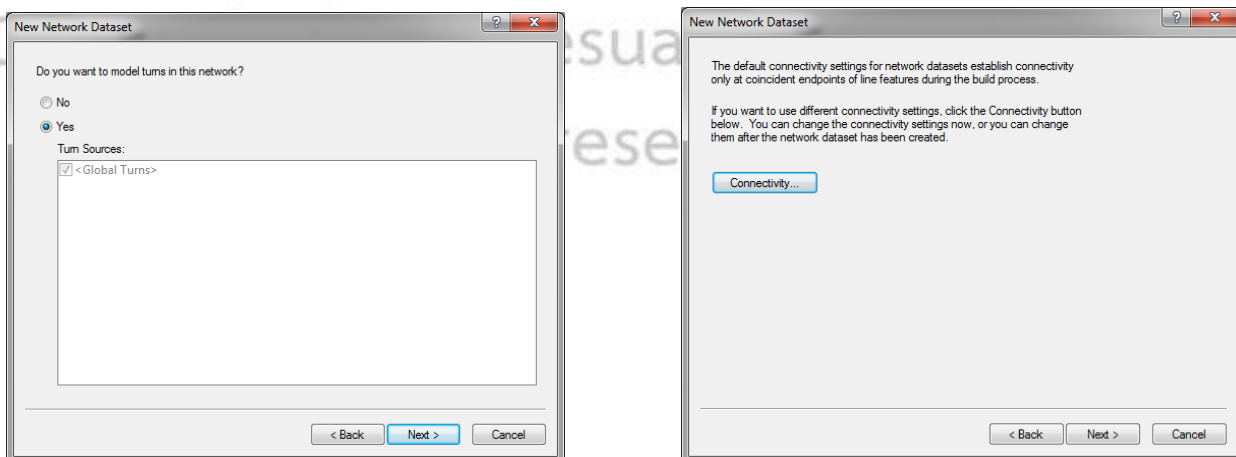 New Network Dataset
Do you want to model turns in this network?
No
Yes
Turn Sources:
<Global Turns>
< Back
Next >
Cancel
New Network Dataset
The default connectivity settings for network datasets establish connectivity
only at coincident endpoints of line features during the build process.
If you want to use different connectivity settings, click the Connectivity button
below. You can change the connectivity settings now, or you can change
them after the network dataset has been created.
Connectivity...
< Back
Next >
Cancel
sua
ese